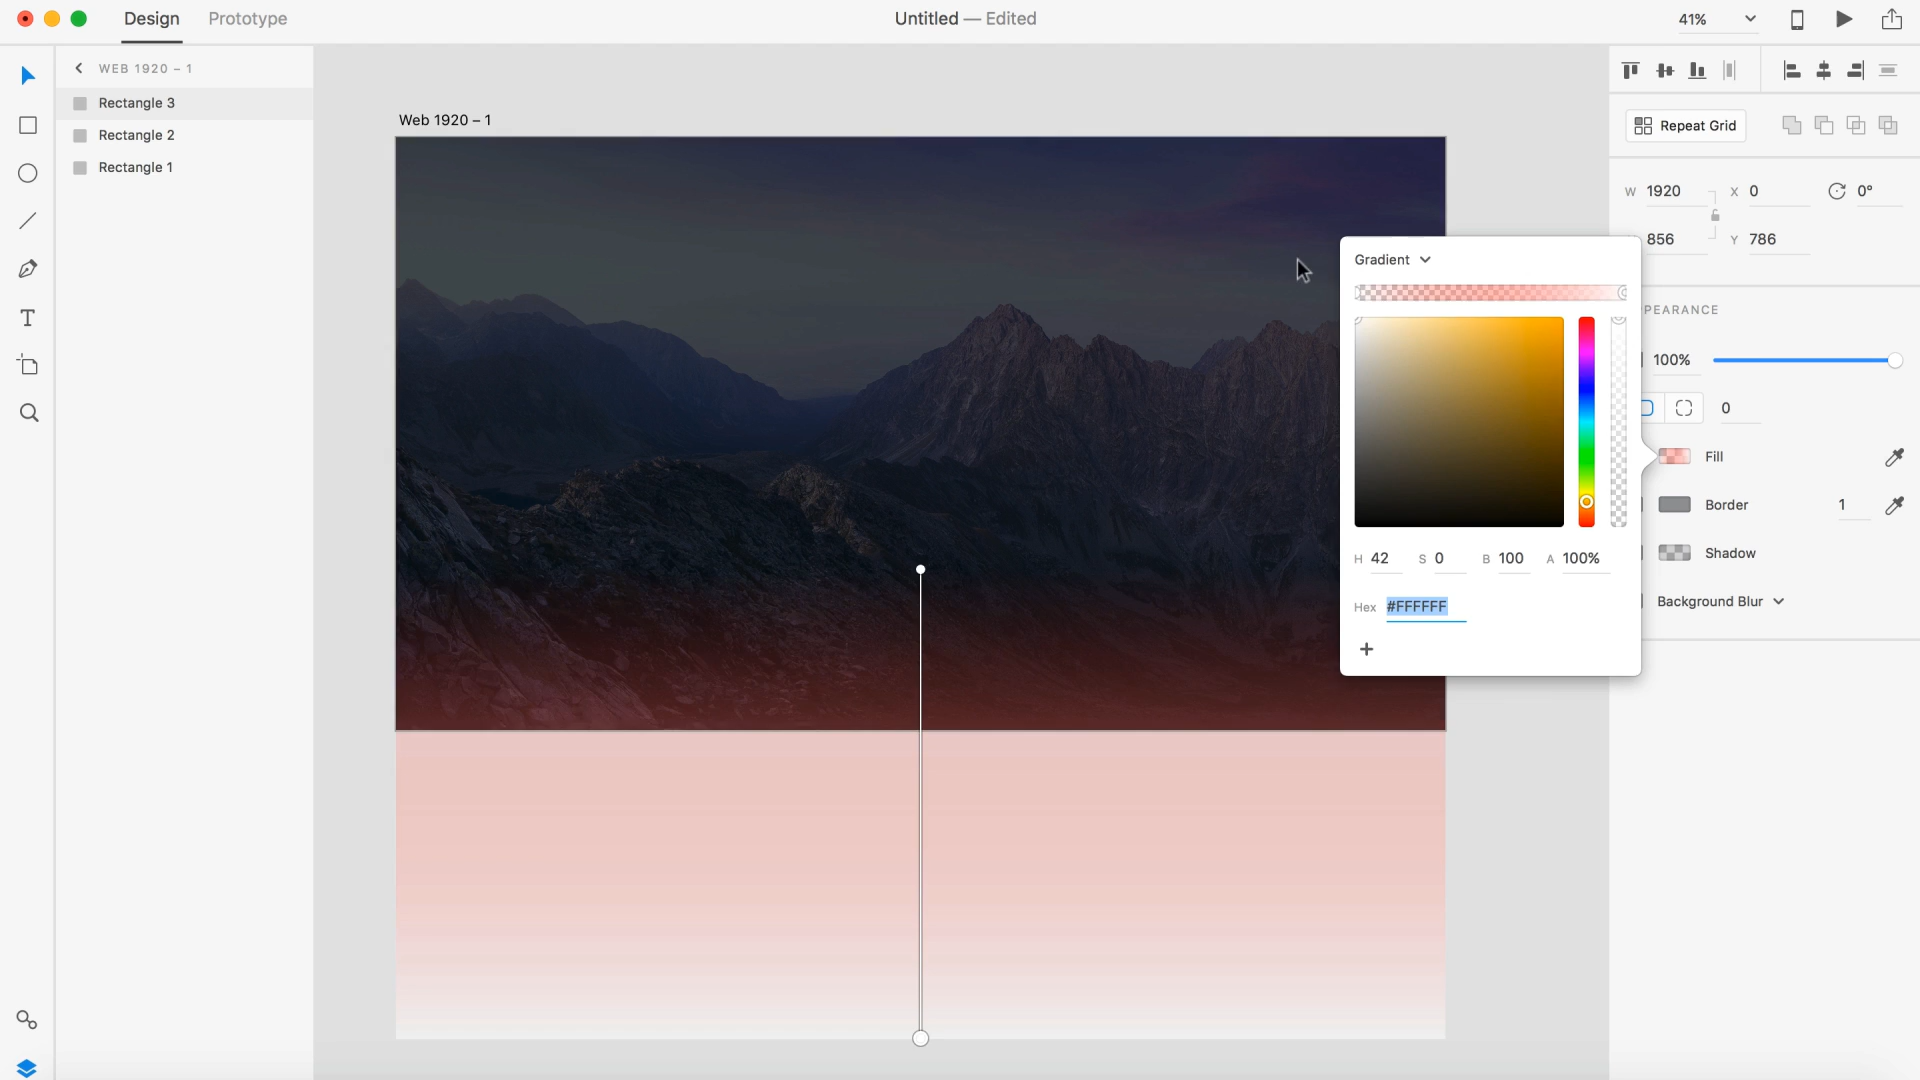 Design Prototype Untitled — Edited 41%
WEB 1920 – 1
Rectangle 3
Rectangle 2
Rectangle 1
Web 1920 – 1
Repeat Grid
W 1920 X 0 0°
856 Y 786
PEARANCE
100%
0
Fill
Border 1
Shadow
Background Blur
Gradient
H 42 S 0 B 100 A 100%
Hex #FFFFFF
T